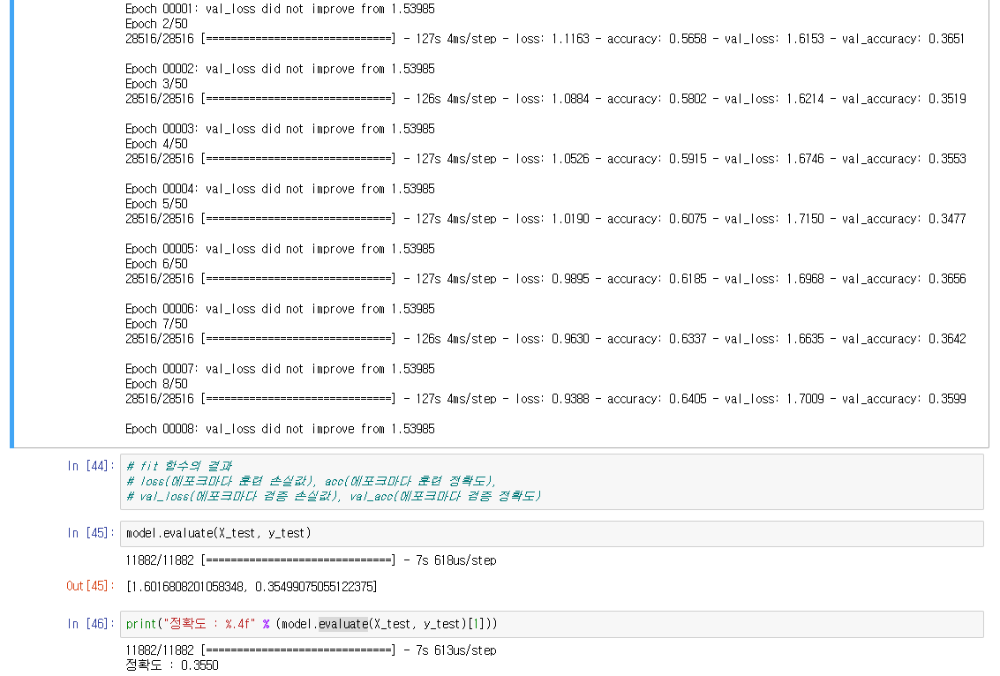 Epoch 00001: val_loss did not improve from 1.53985
Epoch 2/50
28516/28516 [==============================] - 127s 4ms/step - loss: 1.1163 - accuracy: 0.5658 - val_loss: 1.6153 - val_accuracy: 0.3651
Epoch 00002: val_loss did not improve from 1.53985
Epoch 3/50
28516/28516 [==============================] - 126s 4ms/step - loss: 1.0884 - accuracy: 0.5802 - val_loss: 1.6214 - val_accuracy: 0.3519
Epoch 00003: val_loss did not improve from 1.53985
Epoch 4/50
28516/28516 [==============================] - 127s 4ms/step - loss: 1.0526 - accuracy: 0.5915 - val_loss: 1.6746 - val_accuracy: 0.3553
Epoch 00004: val_loss did not improve from 1.53985
Epoch 5/50
28516/28516 [==============================] - 127s 4ms/step - loss: 1.0190 - accuracy: 0.6075 - val_loss: 1.7150 - val_accuracy: 0.3477
Epoch 00005: val_loss did not improve from 1.53985
Epoch 6/50
28516/28516 [==============================] - 127s 4ms/step - loss: 0.9895 - accuracy: 0.6185 - val_loss: 1.6968 - val_accuracy: 0.3656
Epoch 00006: val_loss did not improve from 1.53985
Epoch 7/50
28516/28516 [==============================] - 126s 4ms/step - loss: 0.9630 - accuracy: 0.6337 - val_loss: 1.6635 - val_accuracy: 0.3642
Epoch 00007: val_loss did not improve from 1.53985
Epoch 8/50
28516/28516 [==============================] - 127s 4ms/step - loss: 0.9388 - accuracy: 0.6405 - val_loss: 1.7009 - val_accuracy: 0.3599
Epoch 00008: val_loss did not improve from 1.53985
In [44]: # fit 함수의 결과
# loss(에포크마다 훈련 손실값), acc(에포크마다 훈련 정확도),
# val_loss(에포크마다 검증 손실값), val_acc(에포크마다 검증 정확도)
In [45]: model.evaluate(X_test, y_test)
11882/11882 [==============================] - 7s 618us/step
Out[45]: [1.6016808201058348, 0.35499075055122375]
In [46]: print("정확도 : %.4f" % (model.evaluate(X_test, y_test)[1]))
11882/11882 [==============================] - 7s 613us/step
정확도 : 0.3550